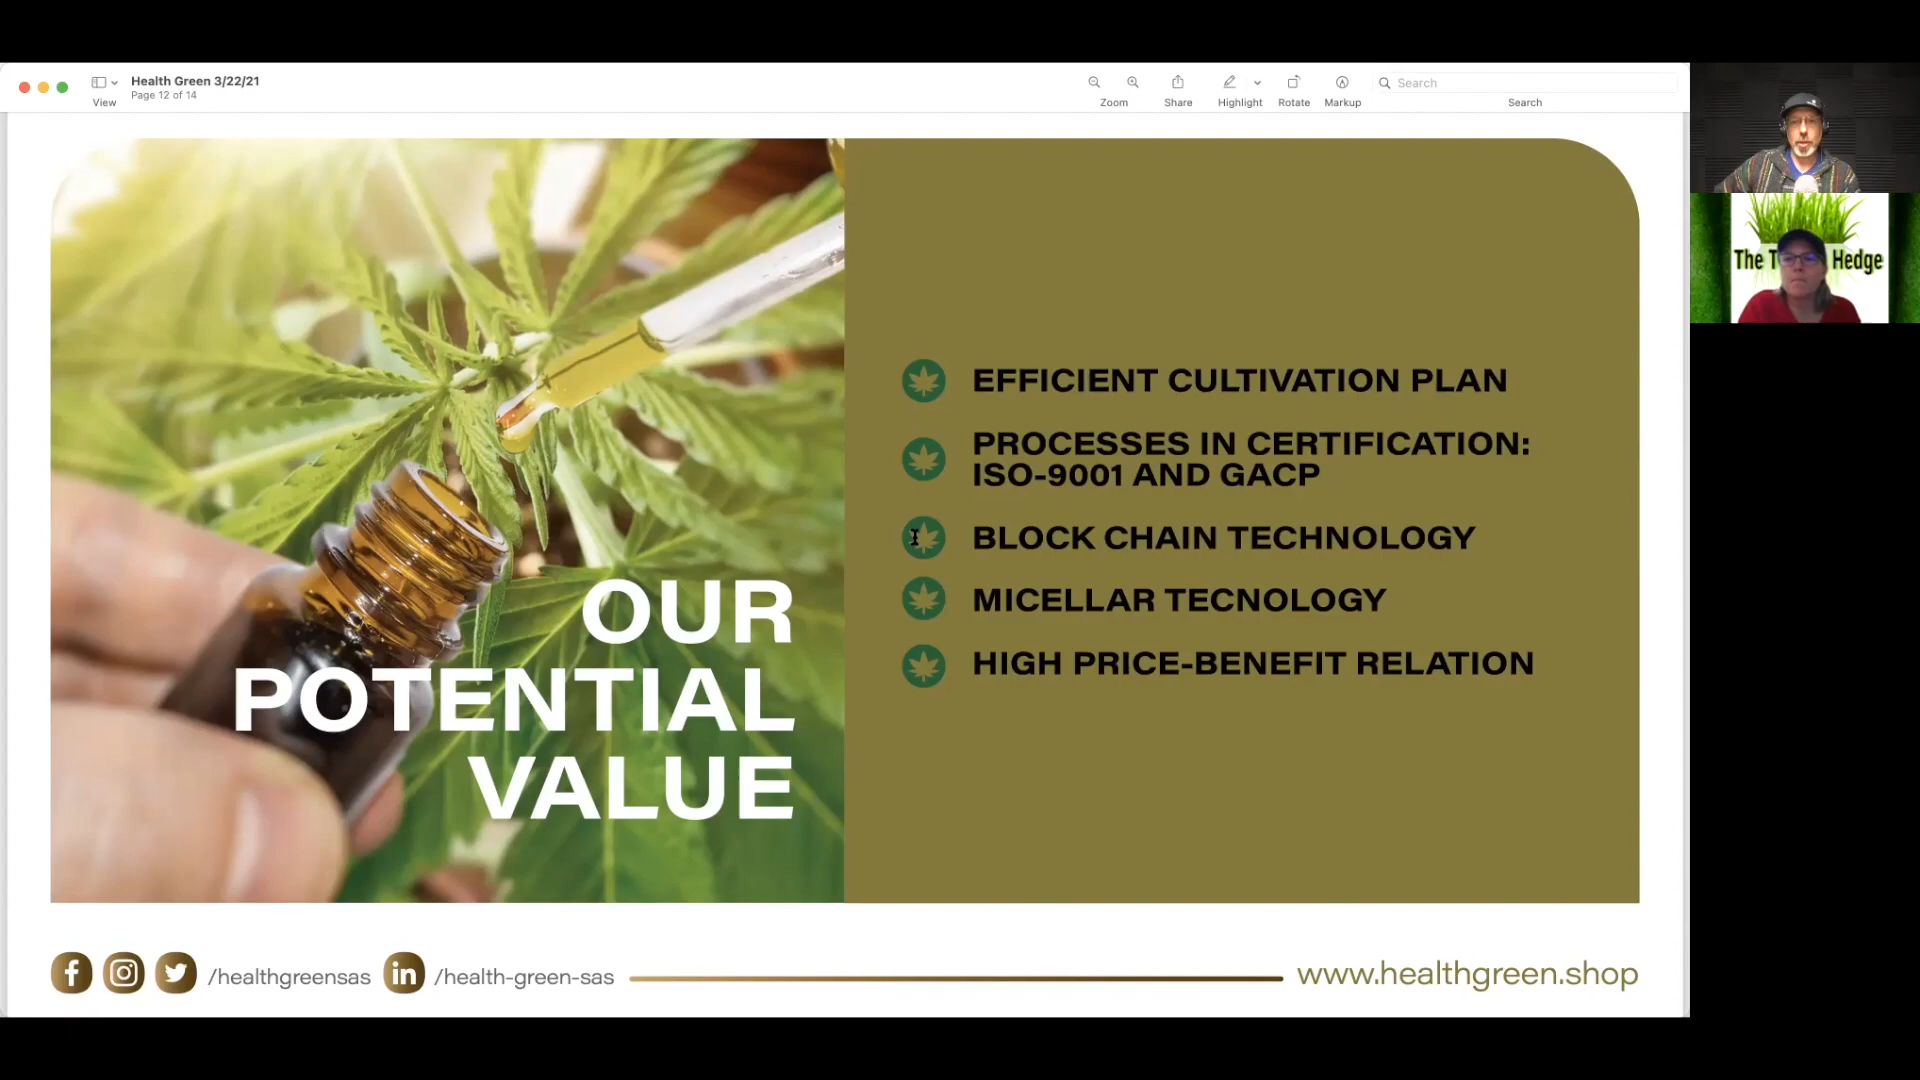 Health Green 3/22/21
Page 12 of 14
View
Zoom
Share
Highlight
Rotate
Markup
Search
Search
The T
Hedge
EFFICIENT CULTIVATION PLAN
PROCESSES IN CERTIFICATION:
ISO-9001 AND GACP
BLOCK CHAIN TECHNOLOGY
MICELLAR TECNOLOGY
HIGH PRICE-BENEFIT RELATION
OUR
POTENTIAL
VALUE
/healthgreensas
/health-green-sas
www.healthgreen.shop